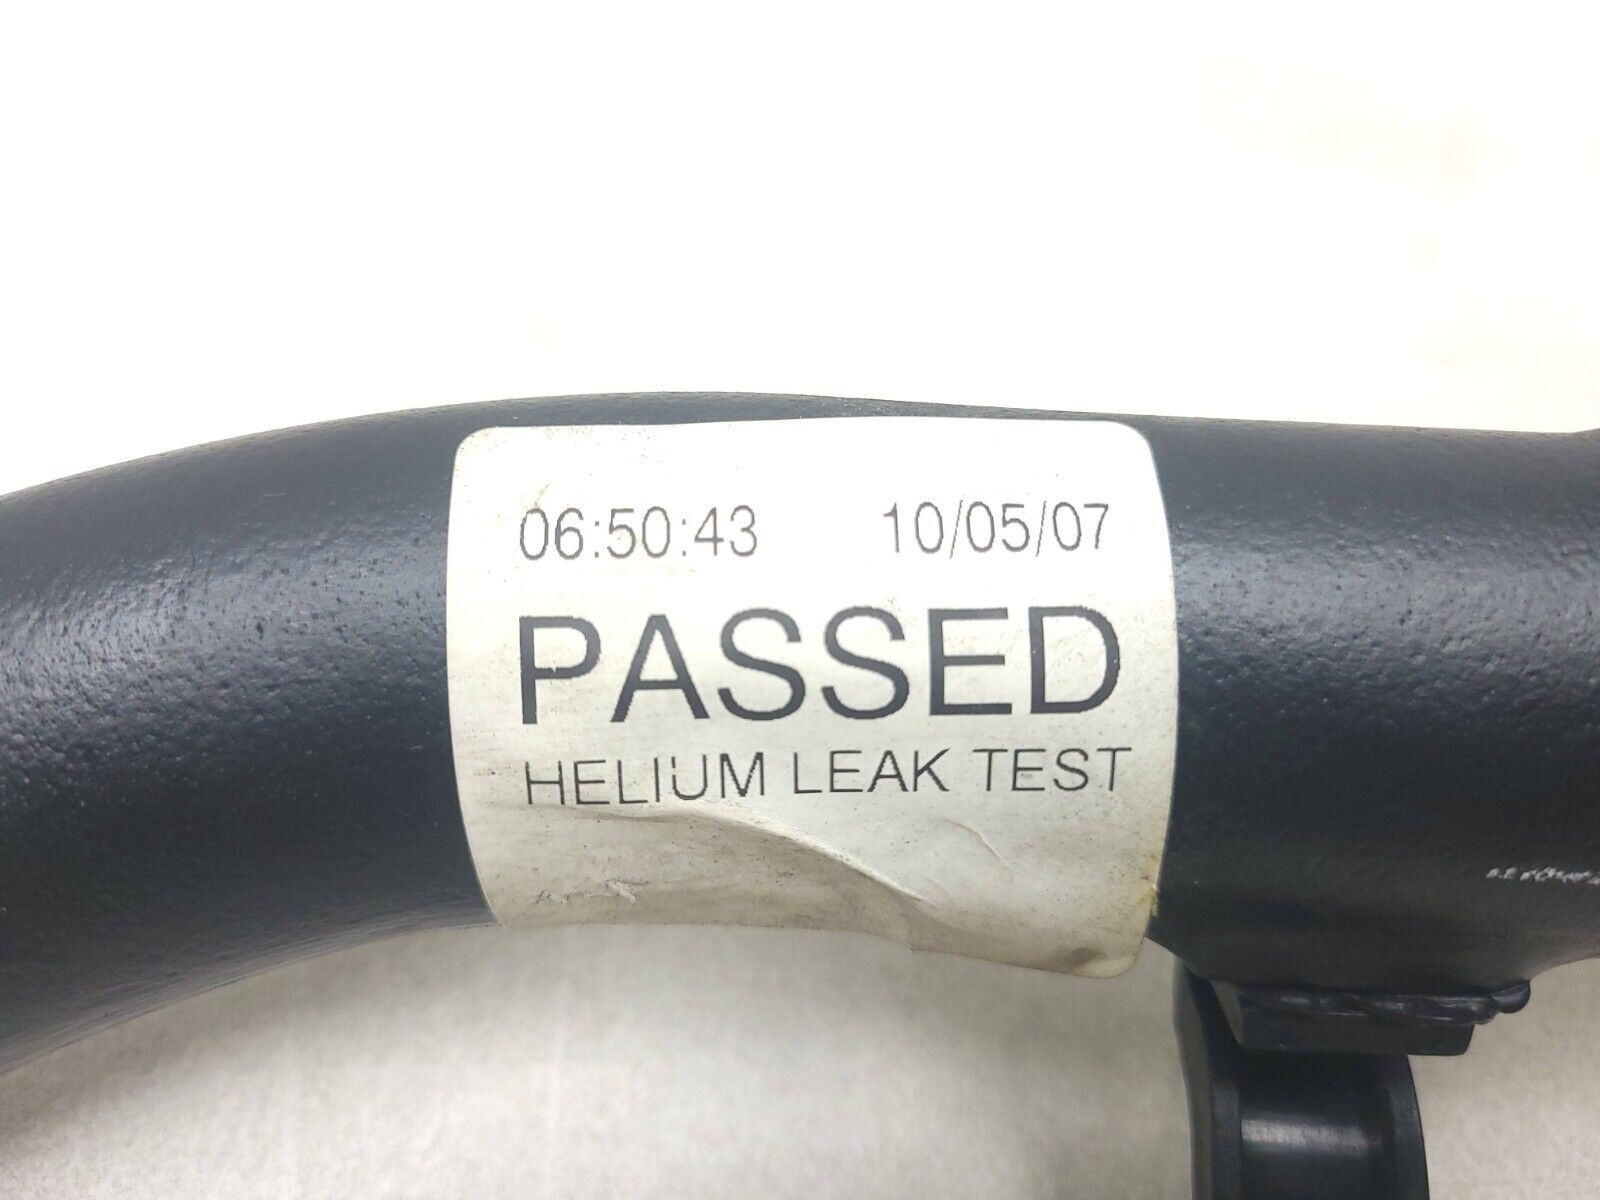 06:50:43 10/05/07
PASSED
HELIUM LEAK TEST